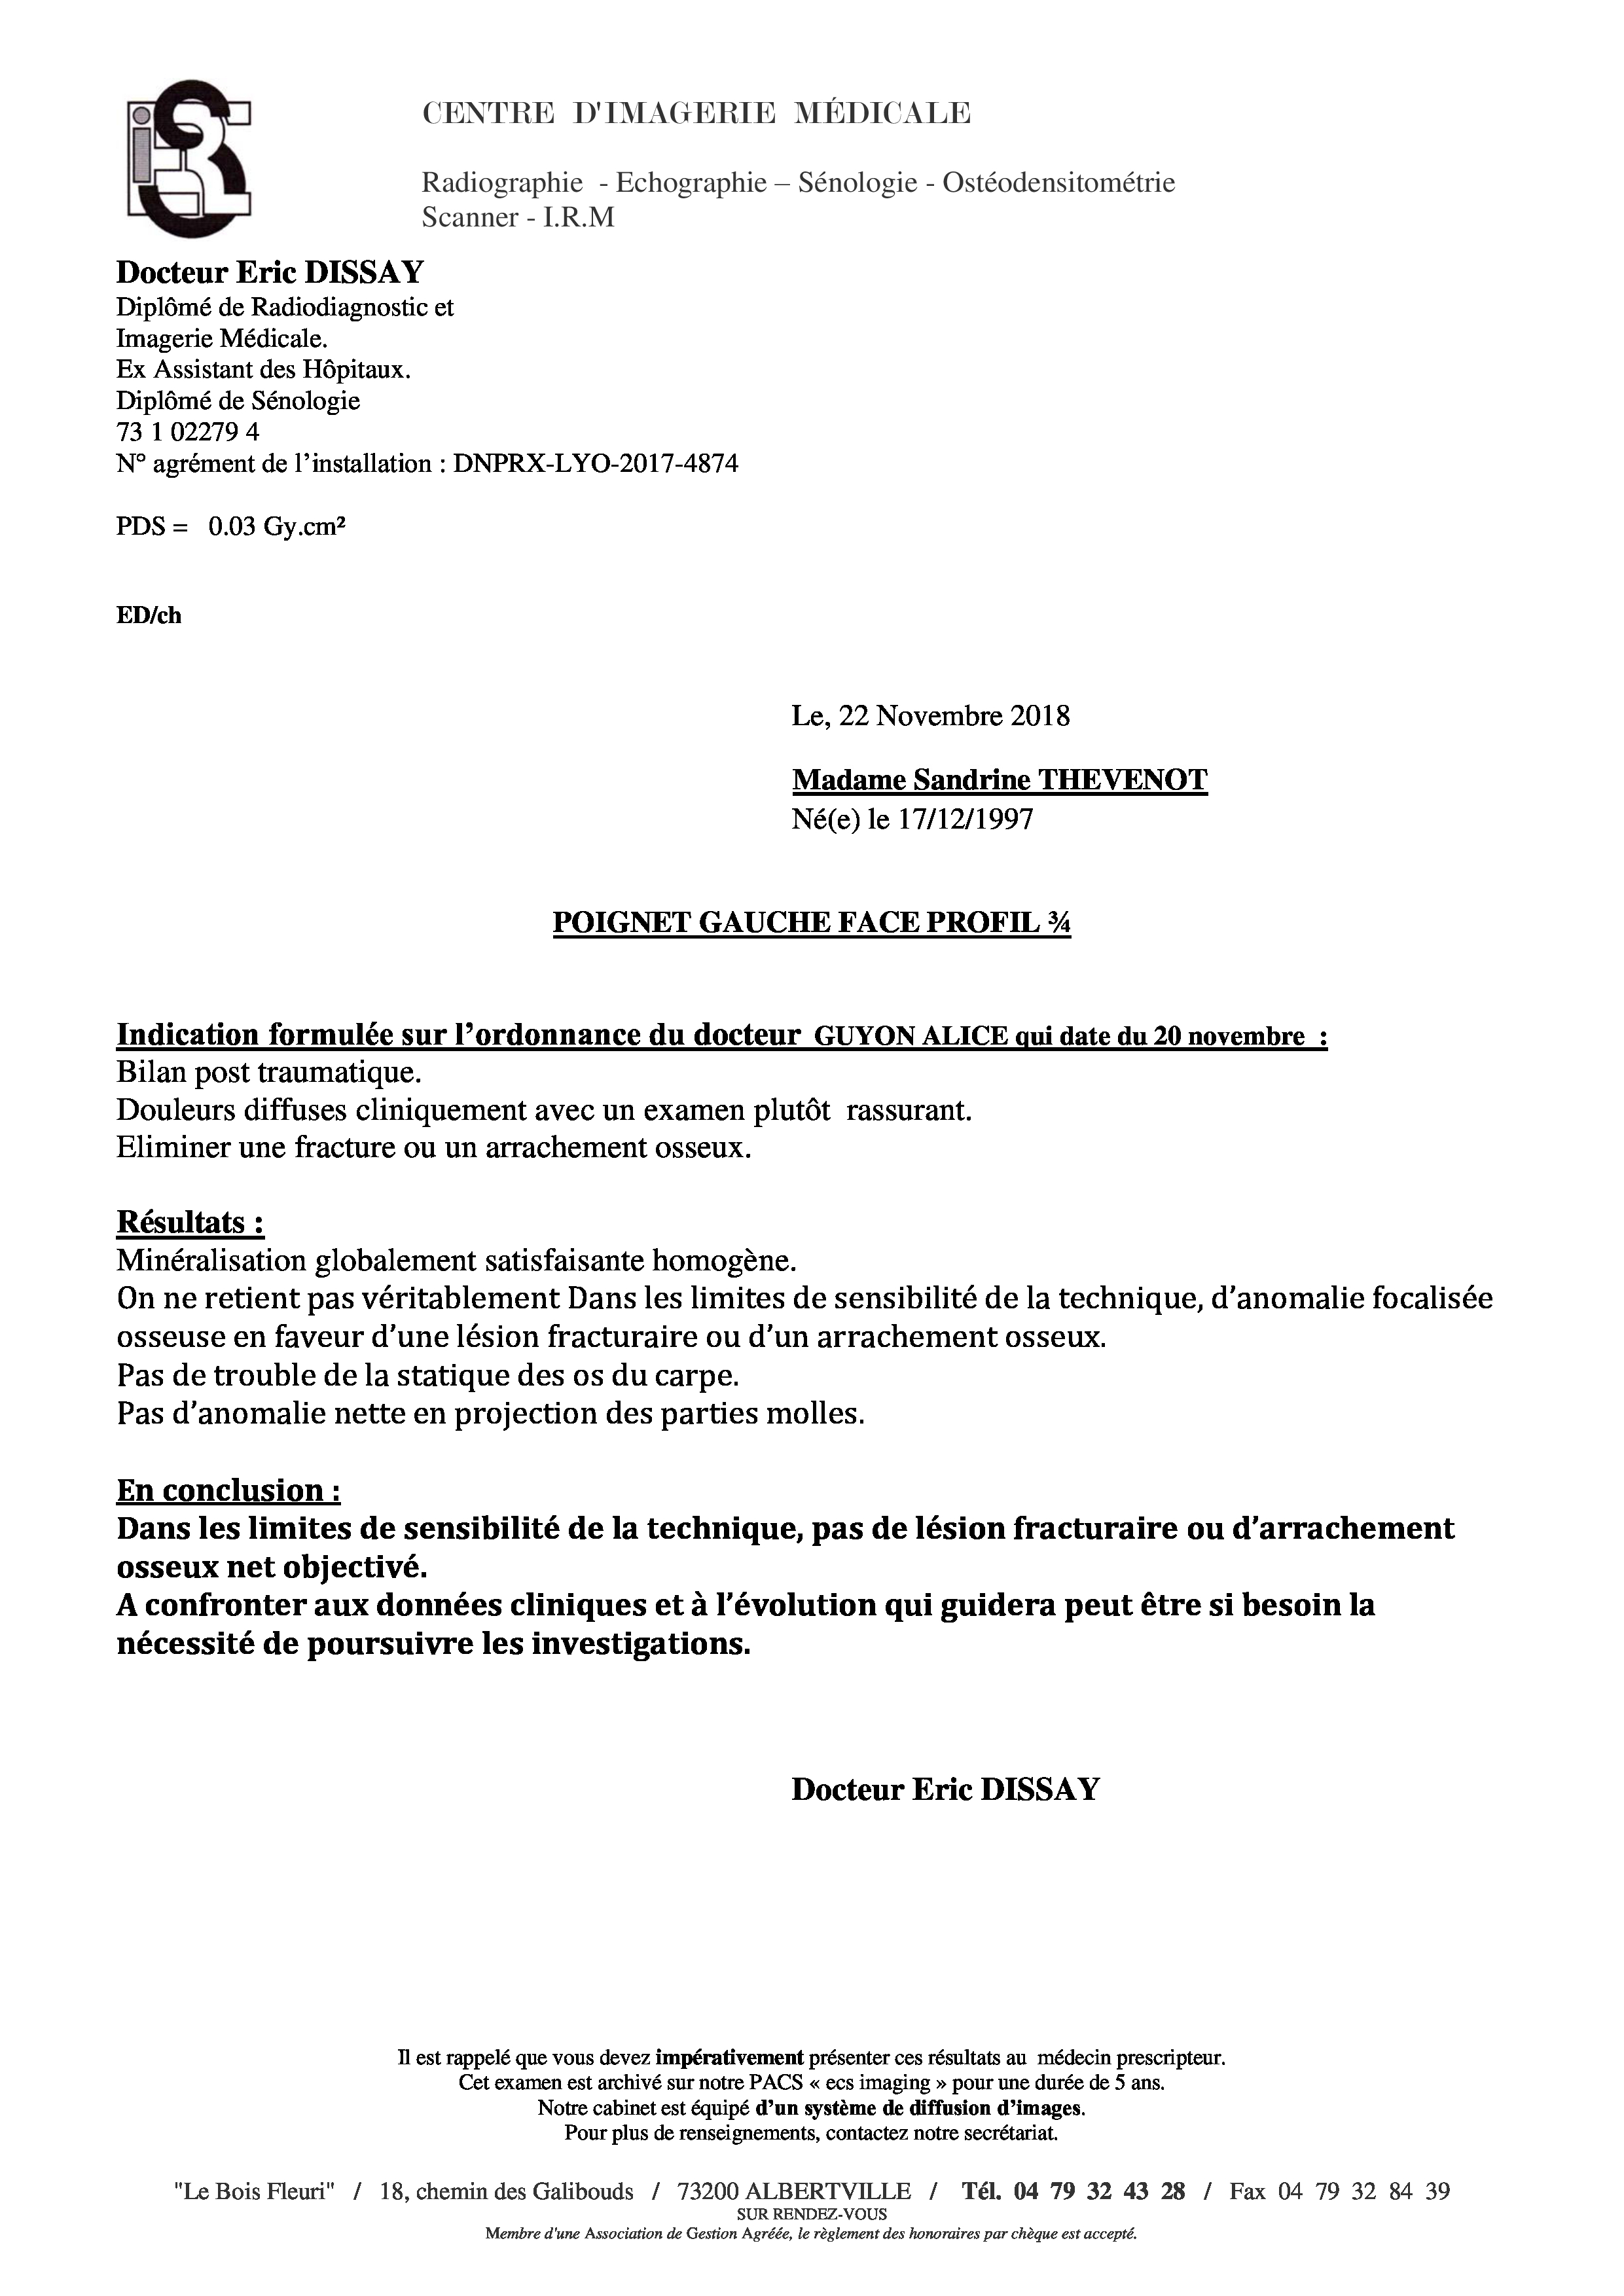 CENTRE D'IMAGERIE MÉDICALE
Radiographie - Echographie – Sénologie - Ostéodensitométrie
Scanner - I.R.M
Docteur Eric DISSAY
Diplômé de Radiodiagnostic et
Imagerie Médicale.
Ex Assistant des Hôpitaux.
Diplômé de Sénologie
73 1 02279 4
N° agrément de l’installation : DNPRX-LYO-2017-4874
PDS = 0.03 Gy.cm²
ED/ch
Le, 22 Novembre 2018
Madame Sandrine THEVENOT
Né(e) le 17/12/1997
POIGNET GAUCHE FACE PROFIL ¾
Indication formulée sur l’ordonnance du docteur GUYON ALICE qui date du 20 novembre :
Bilan post traumatique.
Douleurs diffuses cliniquement avec un examen plutôt rassurant.
Eliminer une fracture ou un arrachement osseux.
Résultats :
Minéralisation globalement satisfaisante homogène.
On ne retient pas véritablement Dans les limites de sensibilité de la technique, d’anomalie focalisée
osseuse en faveur d’une lésion fracturaire ou d’un arrachement osseux.
Pas de trouble de la statique des os du carpe.
Pas d’anomalie nette en projection des parties molles.
En conclusion :
Dans les limites de sensibilité de la technique, pas de lésion fracturaire ou d’arrachement
osseux net objectivé.
A confronter aux données cliniques et à l’évolution qui guidera peut être si besoin la
nécessité de poursuivre les investigations.
Docteur Eric DISSAY
Il est rappelé que vous devez impérativement présenter ces résultats au médecin prescripteur.
Cet examen est archivé sur notre PACS « ecs imaging » pour une durée de 5 ans.
Notre cabinet est équipé d’un système de diffusion d’images.
Pour plus de renseignements, contactez notre secrétariat.
"Le Bois Fleuri" / 18, chemin des Galibouds / 73200 ALBERTVILLE / Tél. 04 79 32 43 28 / Fax 04 79 32 84 39
SUR RENDEZ-VOUS
Membre d'une Association de Gestion Agréée, le règlement des honoraires par chèque est accepté.